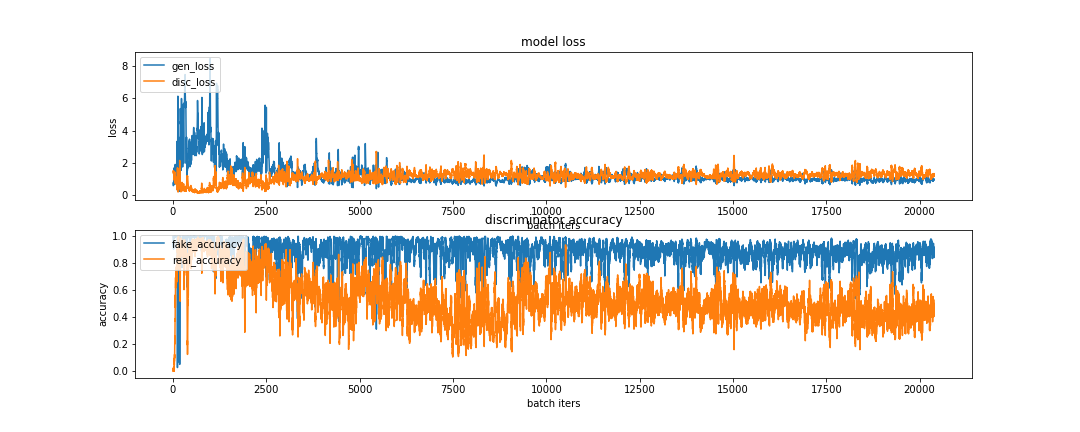 model loss
gen_loss
disc_loss
loss
8
6
4
2
0
0 2500 5000 7500 10000 12500 15000 17500 20000
batch iters
discriminator accuracy
fake_accuracy
real_accuracy
accuracy
1.0
0.8
0.6
0.4
0.2
0.0
0 2500 5000 7500 10000 12500 15000 17500 20000
batch iters